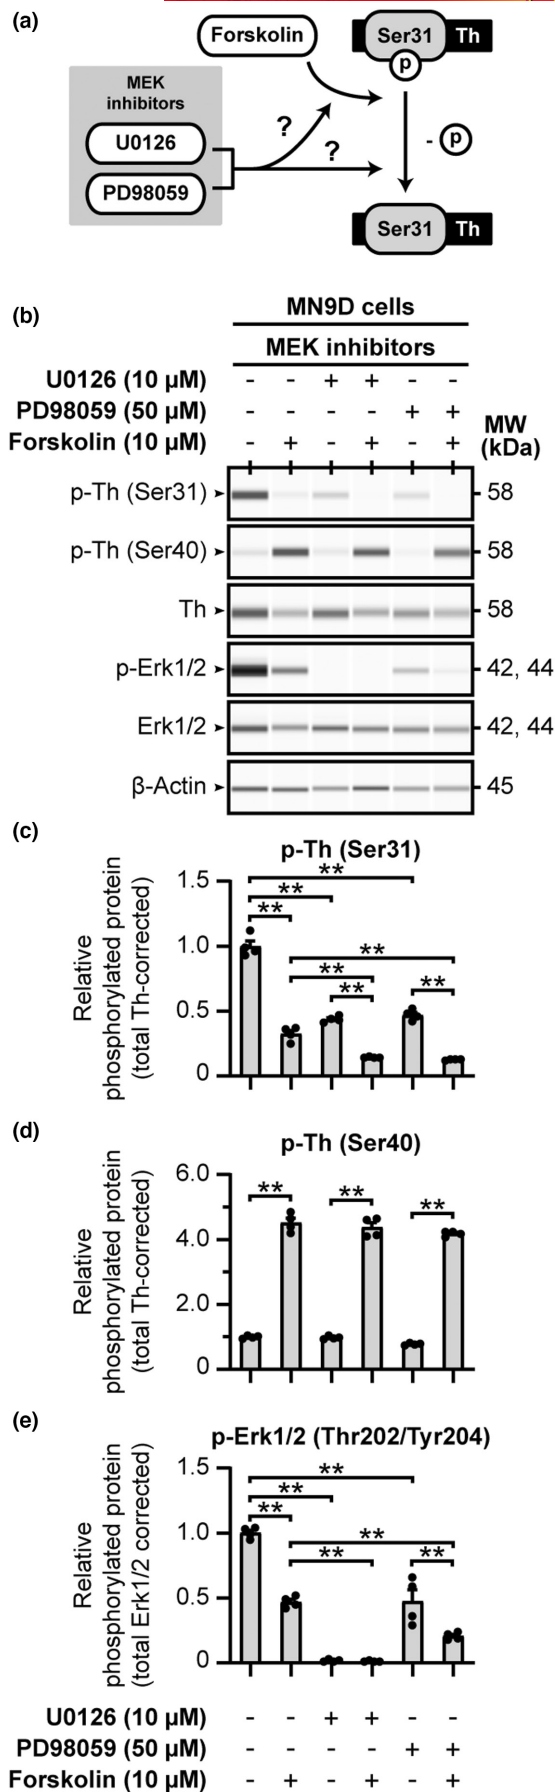 (a)
Forskolin
Ser31 Th
p
MEK
inhibitors
U0126
PD98059
?
?
- p
Ser31 Th
(b)
MN9D cells
MEK inhibitors
U0126 (10 µM) - - + + - -
PD98059 (50 µM) - - - - + +
Forskolin (10 µM) - + - + - +
MW
(kDa)
p-Th (Ser31) 58
p-Th (Ser40) 58
Th 58
p-Erk1/2 42, 44
Erk1/2 42, 44
β-Actin 45
(c)
p-Th (Ser31)
Relative
phosphorylated protein
(total Th-corrected)
1.5
1.0
0.5
0
**
**
**
**
**
**
**
(d)
p-Th (Ser40)
Relative
phosphorylated protein
(total Th-corrected)
6.0
4.0
2.0
0
**
**
**
(e)
p-Erk1/2 (Thr202/Tyr204)
Relative
phosphorylated protein
(total Erk1/2 corrected)
1.5
1.0
0.5
0
**
**
**
**
**
**
U0126 (10 µM) - - + + - -
PD98059 (50 µM) - - - - + +
Forskolin (10 µM) - + - + - +